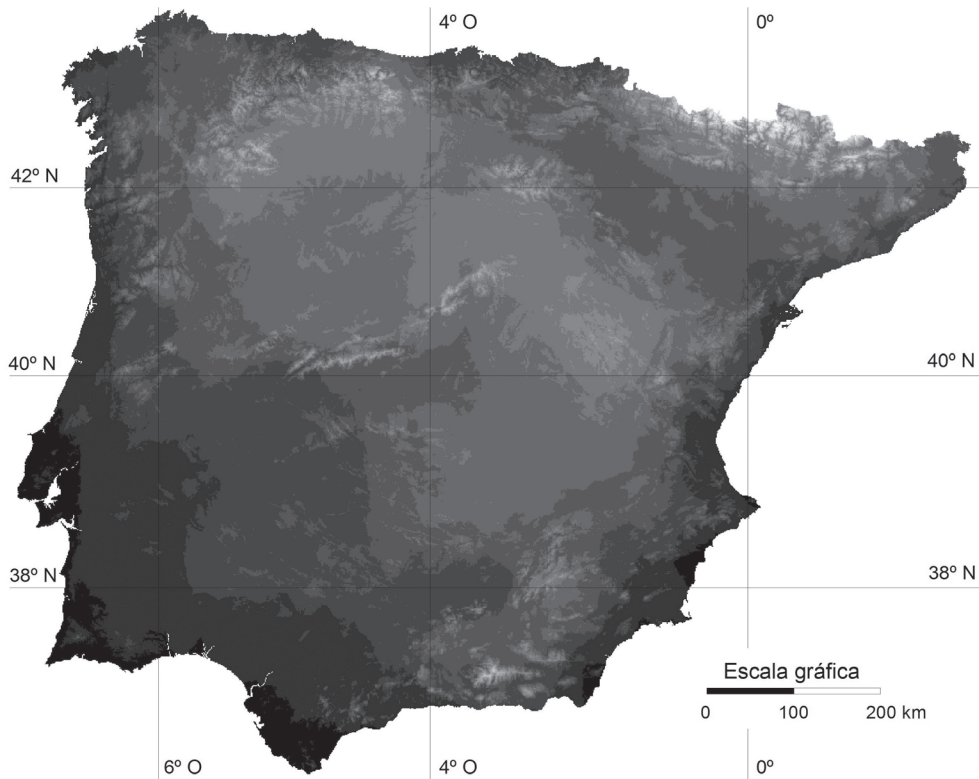 4º O
0º
42º N
40º N
40º N
38º N
38º N
Escala gráfica
0 100 200 km
6º O
4º O
0º